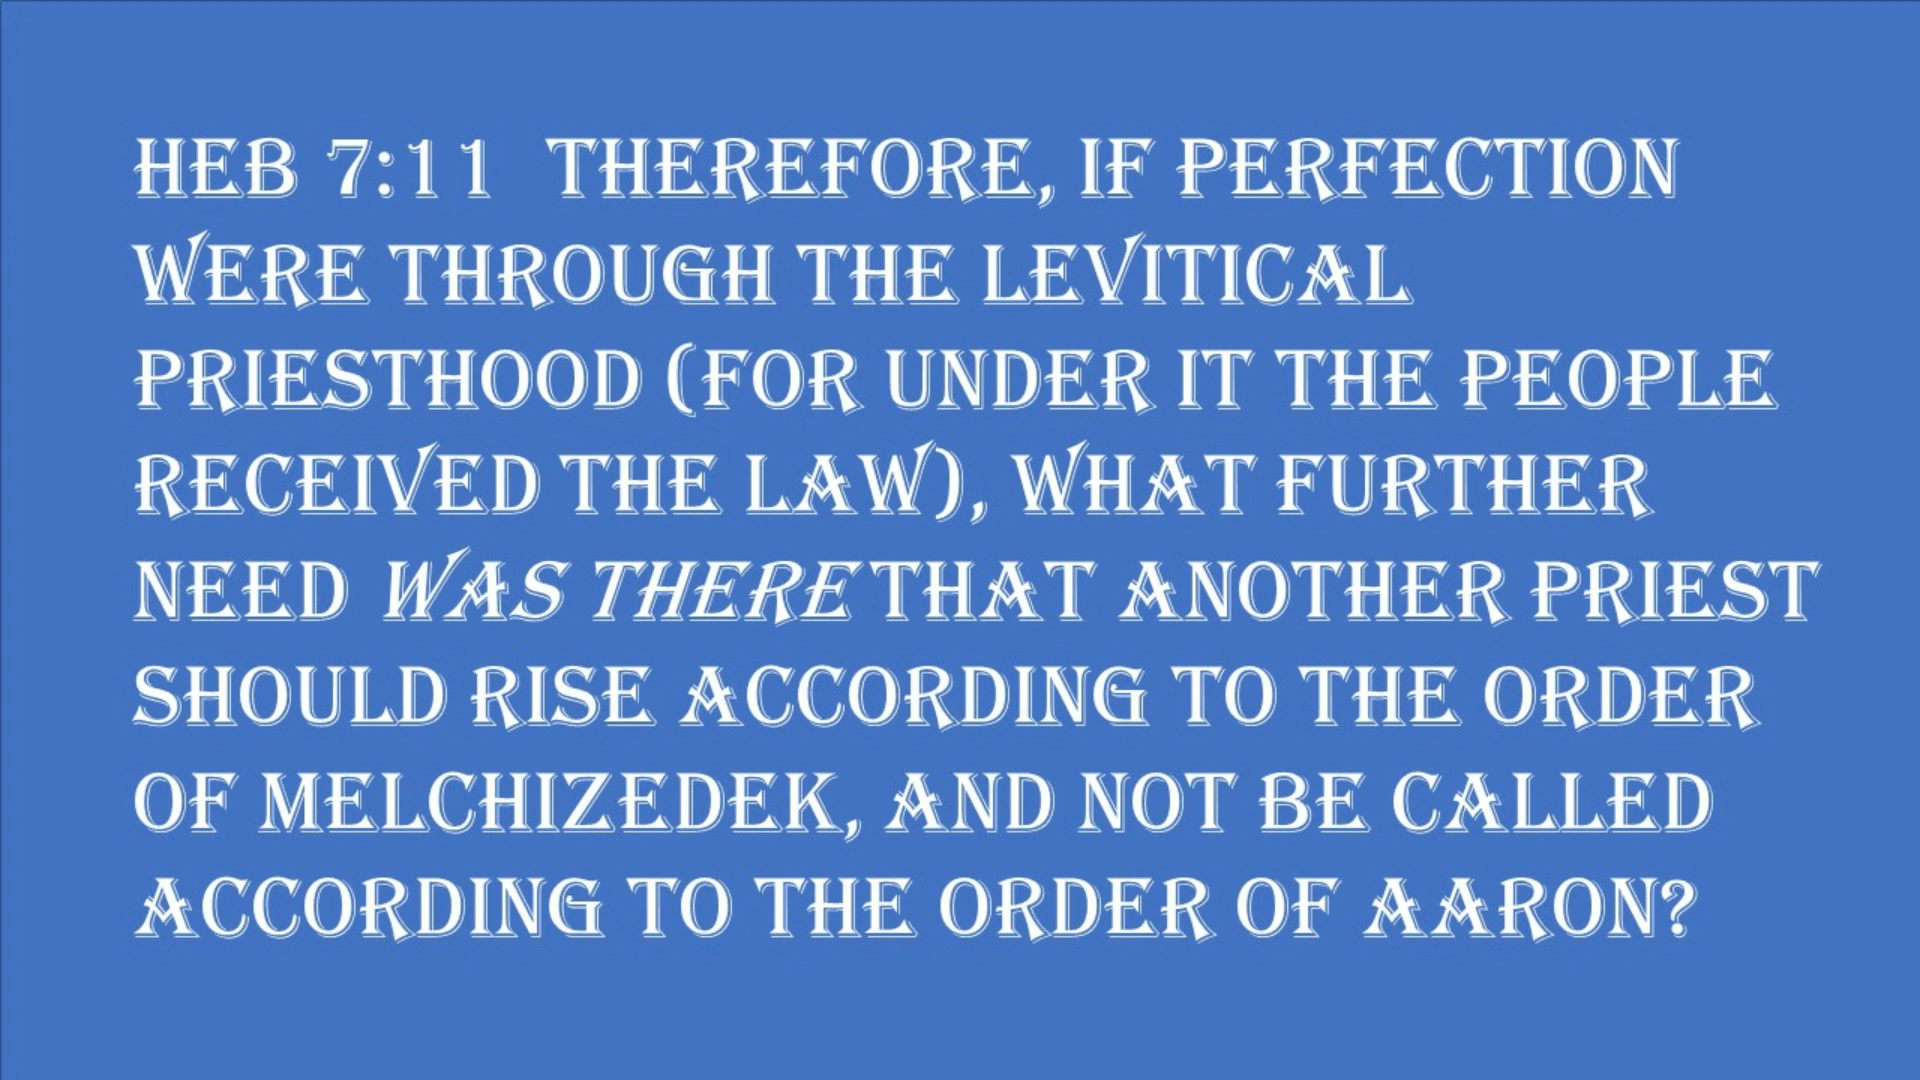 HEB 7:11 THEREFORE, IF PERFECTION
WERE THROUGH THE LEVITICAL
PRIESTHOOD (FOR UNDER IT THE PEOPLE
RECEIVED THE LAW), WHAT FURTHER
NEED WAS THERE THAT ANOTHER PRIEST
SHOULD RISE ACCORDING TO THE ORDER
OF MELCHIZEDEK, AND NOT BE CALLED
ACCORDING TO THE ORDER OF AARON?